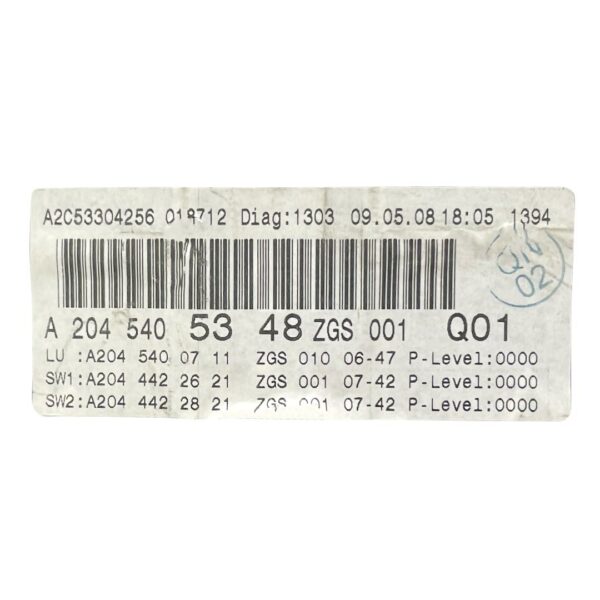 A2C53304256 018712 Diag:1303 09.05.08 18:05 1394
A 204 540 53 48 ZGS 001 Q01
LU :A204 540 07 11 ZGS 010 06-47 P-Level:0000
SW1:A204 442 26 21 ZGS 001 07-42 P-Level:0000
SW2:A204 442 28 21 ZGS 001 07-42 P-Level:0000
02